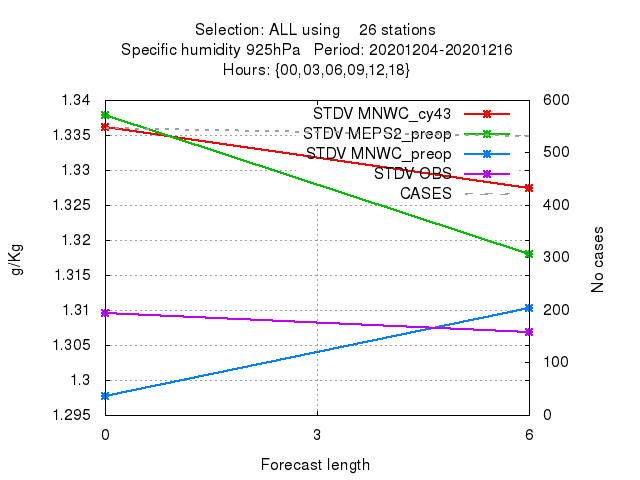 Selection: ALL using 26 stations
Specific humidity 925hPa Period: 20201204-20201216
Hours: {00,03,06,09,12,18}
1.34
1.335
1.33
1.325
1.32
1.315
1.31
1.305
1.3
1.295
g/Kg
STDV MNWC_cy43
STDV MEPS2_preop
STDV MNWC_preop
STDV OBS
CASES
600
500
400
300
200
100
0
No cases
0
3
6
Forecast length